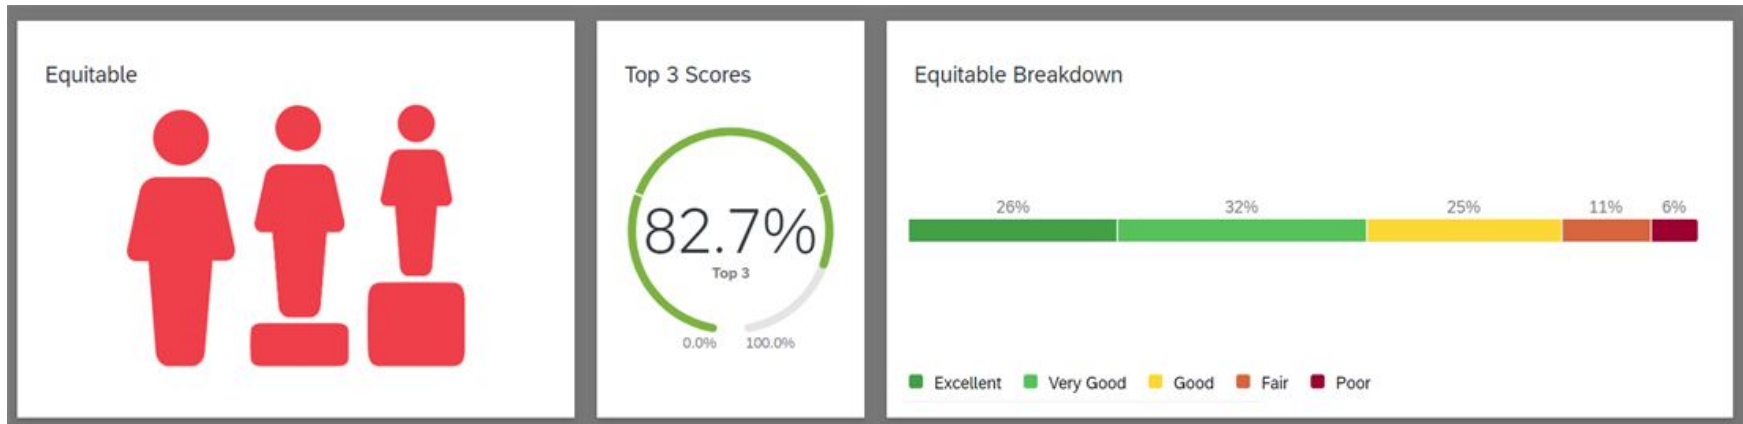 Equitable
Top 3 Scores
82.7%
Top 3
0.0% 100.0%
Equitable Breakdown
26% 32% 25% 11% 6%
Excellent Very Good Good Fair Poor